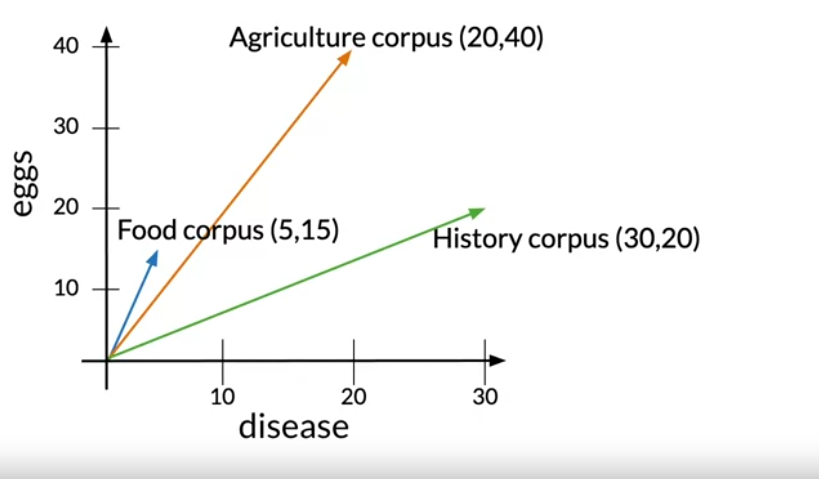 40
Agriculture corpus (20,40)
30
eggs
20
Food corpus (5,15)
History corpus (30,20)
10
10 20 30
disease